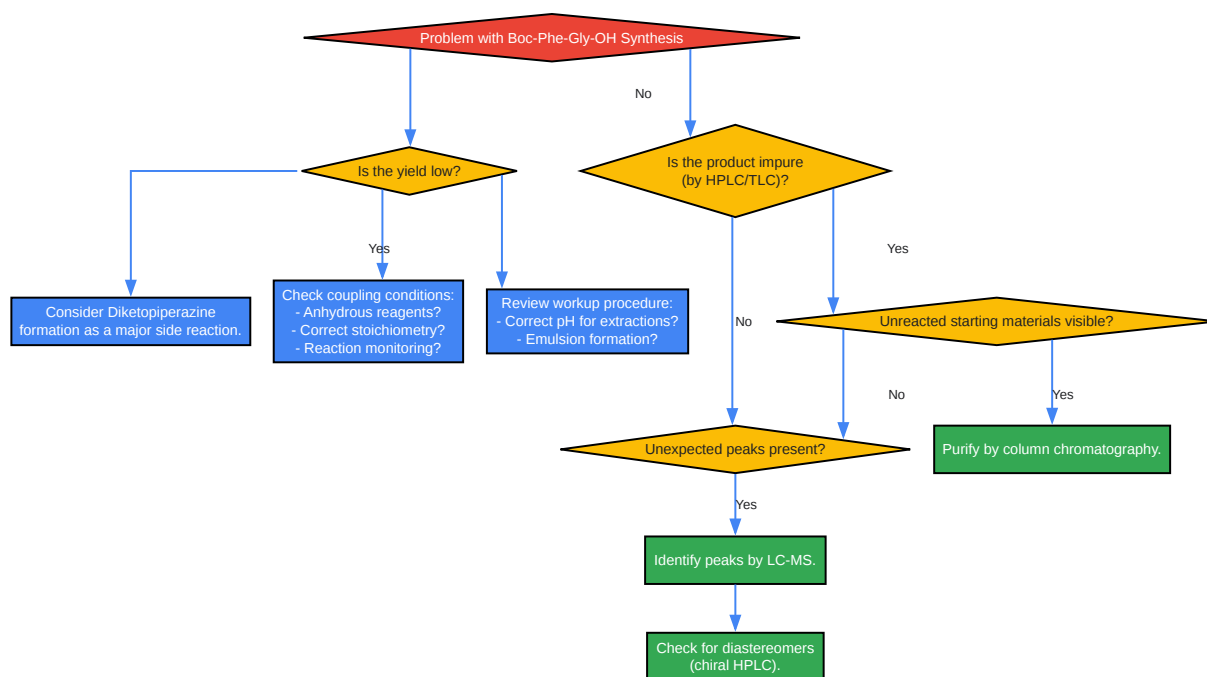 Problem with Boc-Phe-Gly-OH Synthesis
No
Is the product impure
(by HPLC/TLC)?
Is the yield low?
Yes
Yes
Consider Diketopiperazine
formation as a major side reaction.
Check coupling conditions:
- Anhydrous reagents?
- Correct stoichiometry?
- Reaction monitoring?
Review workup procedure:
- Correct pH for extractions?
- Emulsion formation?
No
Unreacted starting materials visible?
No
Yes
Unexpected peaks present?
Purify by column chromatography.
Yes
Identify peaks by LC-MS.
Check for diastereomers
(chiral HPLC).